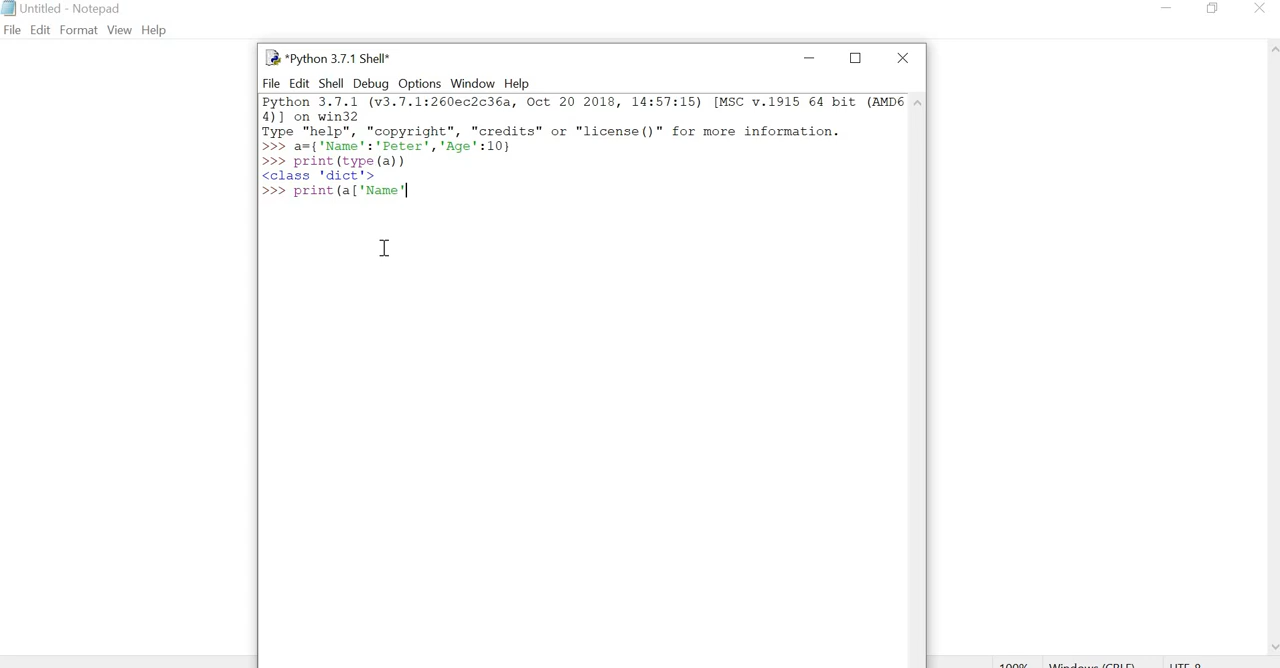 Untitled - Notepad
File Edit Format View Help
*Python 3.7.1 Shell*
File Edit Shell Debug Options Window Help
Python 3.7.1 (v3.7.1:260ec2c36a, Oct 20 2018, 14:57:15) [MSC v.1915 64 bit (AMD6
4)] on win32
Type "help", "copyright", "credits" or "license()" for more information.
>>> a={'Name':'Peter','Age':10}
>>> print(type(a))
<class 'dict'>
>>> print(a['Name'
100% Windows (CRLF) UTF-8